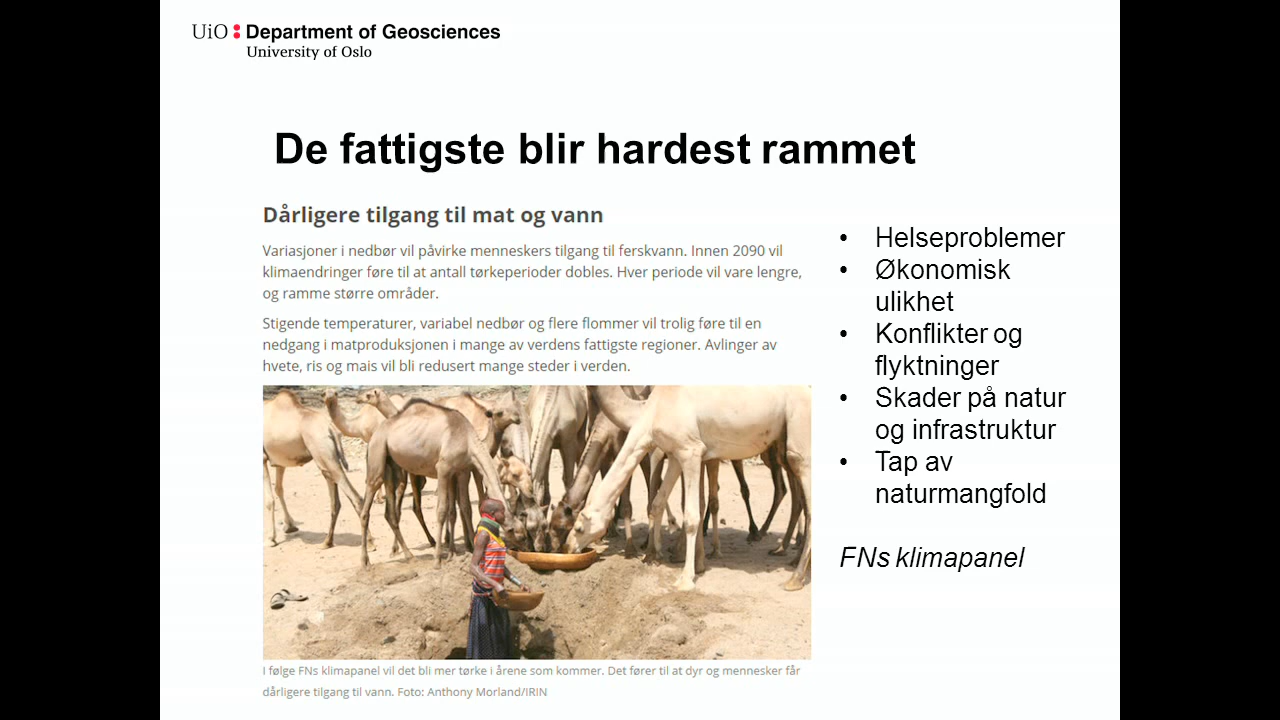 UiO Department of Geosciences
University of Oslo
De fattigste blir hardest rammet
Dårligere tilgang til mat og vann
Variasjoner i nedbør vil påvirke menneskers tilgang til ferskvann. Innen 2090 vil
klimaendringer føre til at antall tørkeperioder dobles. Hver periode vil vare lengre,
og ramme større områder.
Stigende temperaturer, variabel nedbør og flere flommer vil trolig føre til en
nedgang i matproduksjonen i mange av verdens fattigste regioner. Avlinger av
hvete, ris og mais vil bli redusert mange steder i verden.
I følge FNs klimapanel vil det bli mer tørke i årene som kommer. Det fører til at dyr og mennesker får
dårligere tilgang til vann. Foto: Anthony Morland/IRIN
• Helseproblemer
• Økonomisk
ulikhet
• Konflikter og
flyktninger
• Skader på natur
og infrastruktur
• Tap av
naturmangfold
FNs klimapanel